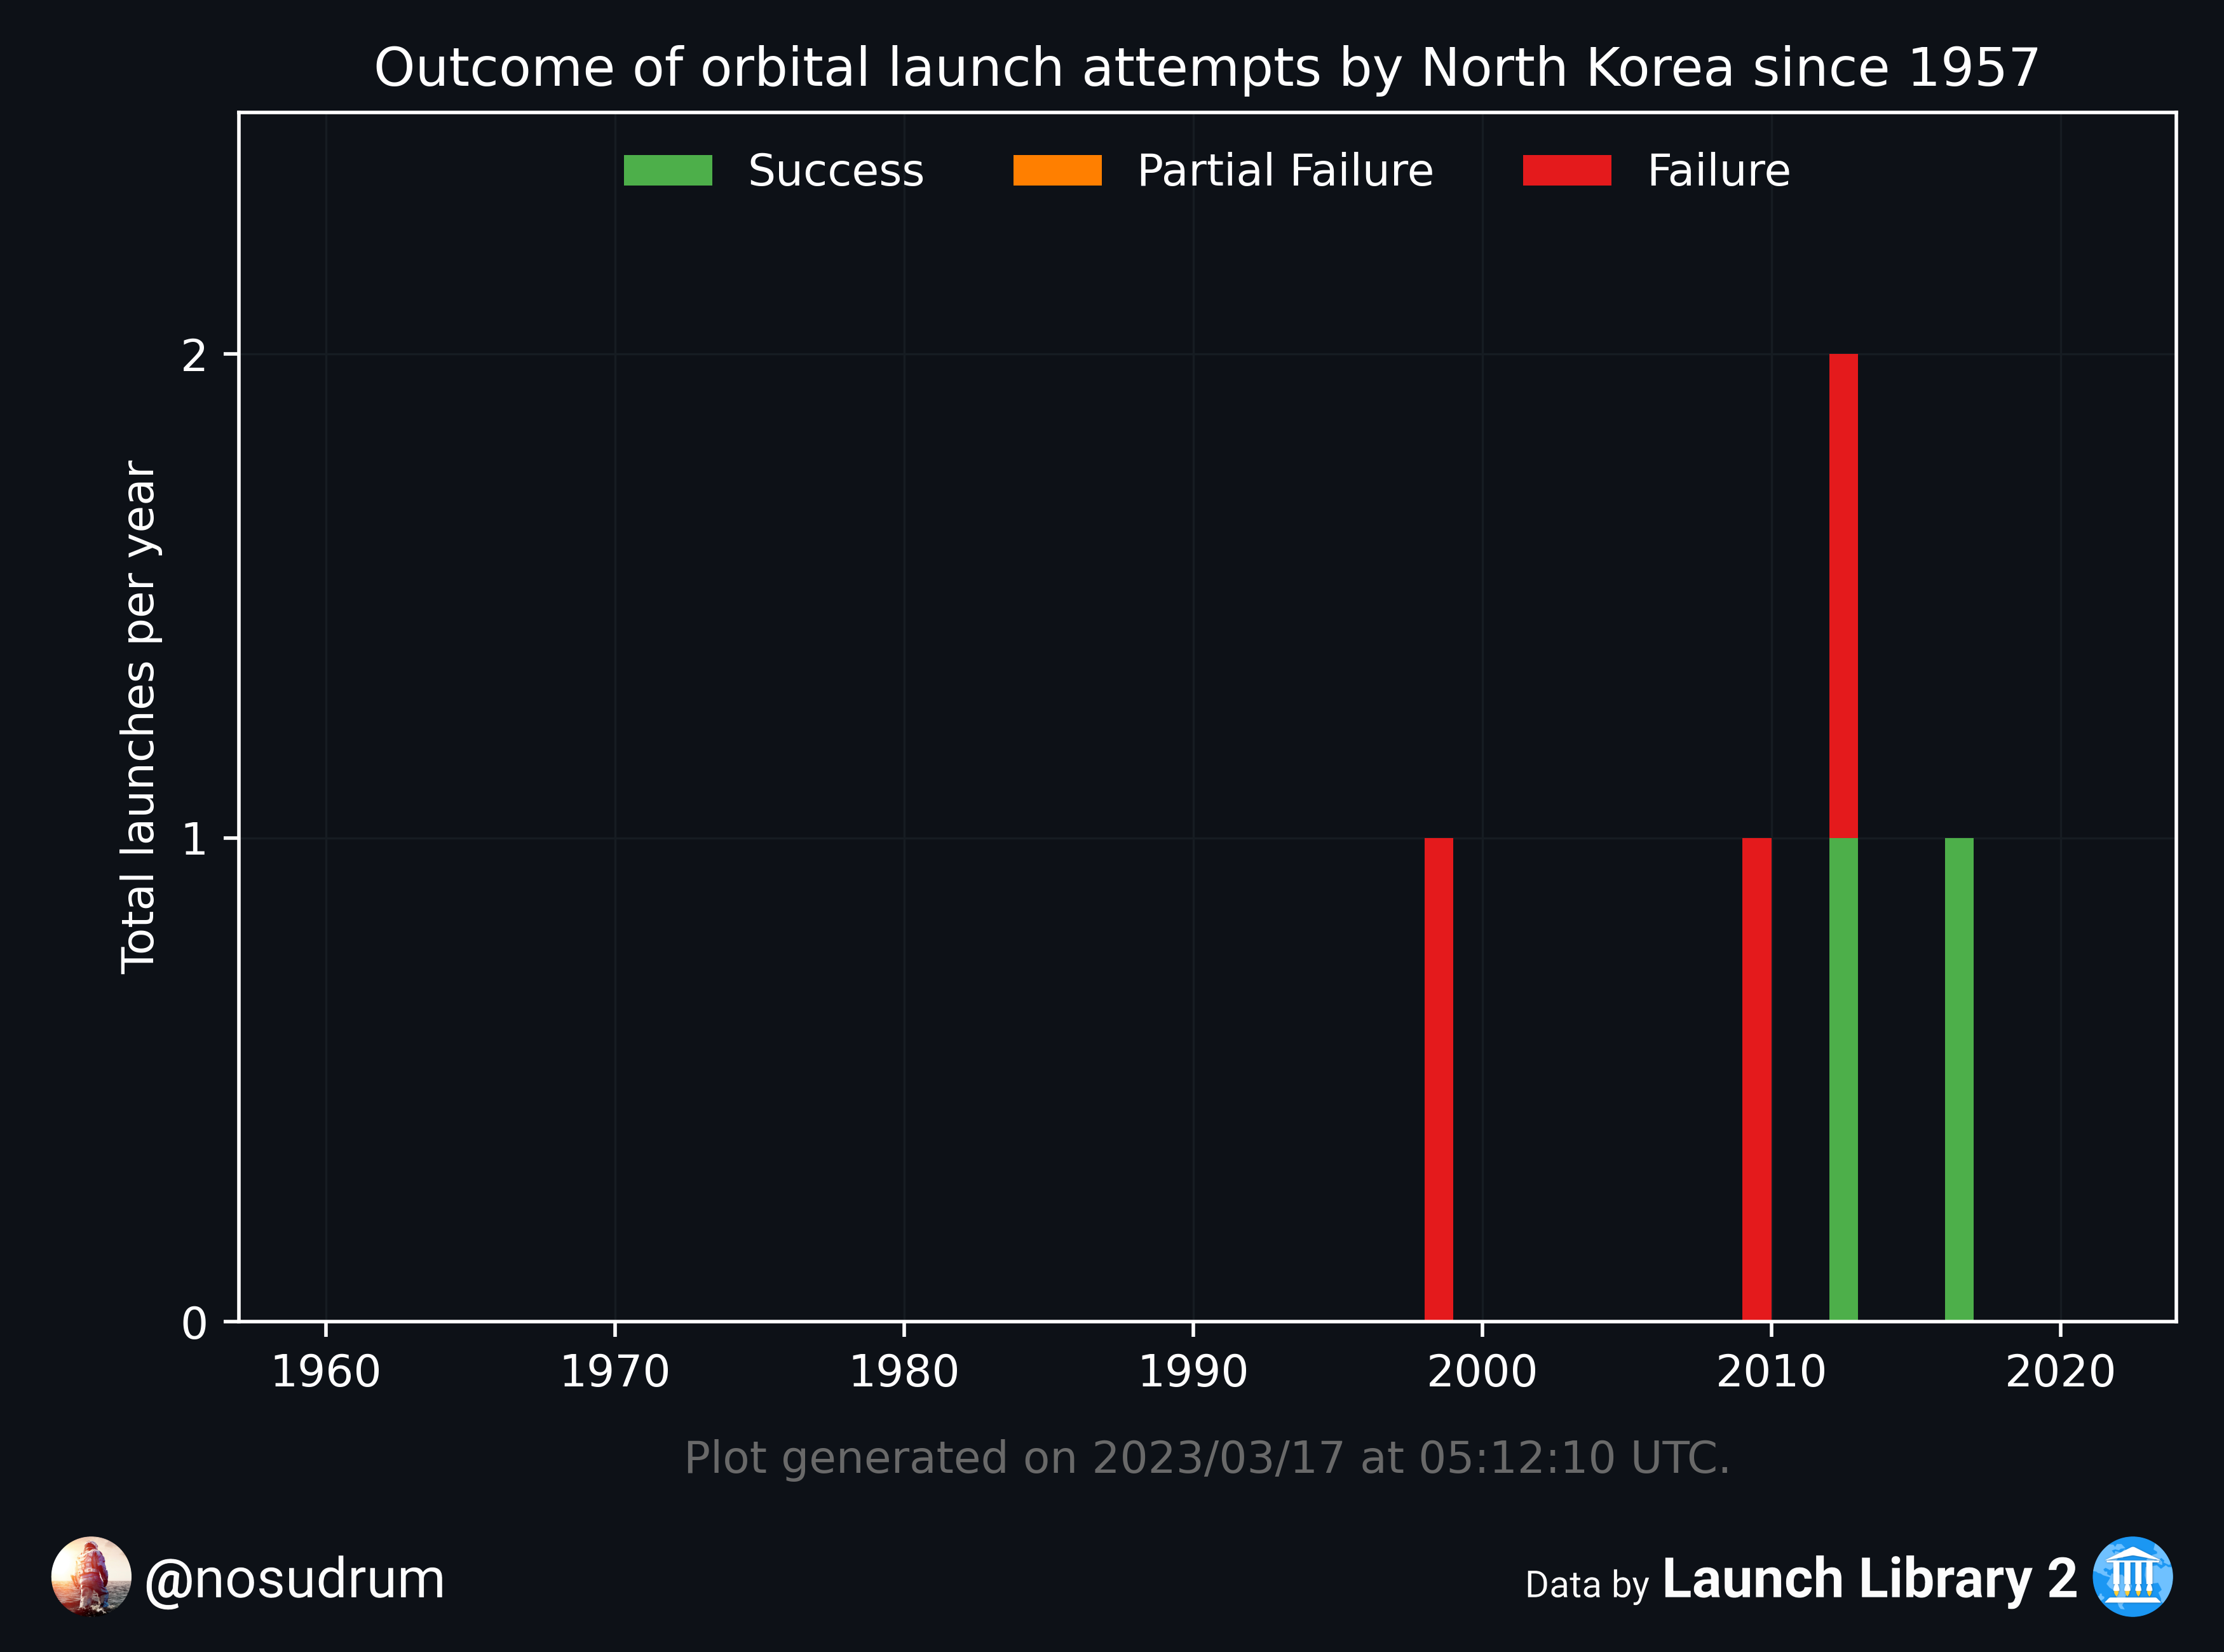 Outcome of orbital launch attempts by North Korea since 1957
Success Partial Failure Failure
Total launches per year
2
1
0
1960 1970 1980 1990 2000 2010 2020
Plot generated on 2023/03/17 at 05:12:10 UTC.
@nosudrum
Data by Launch Library 2